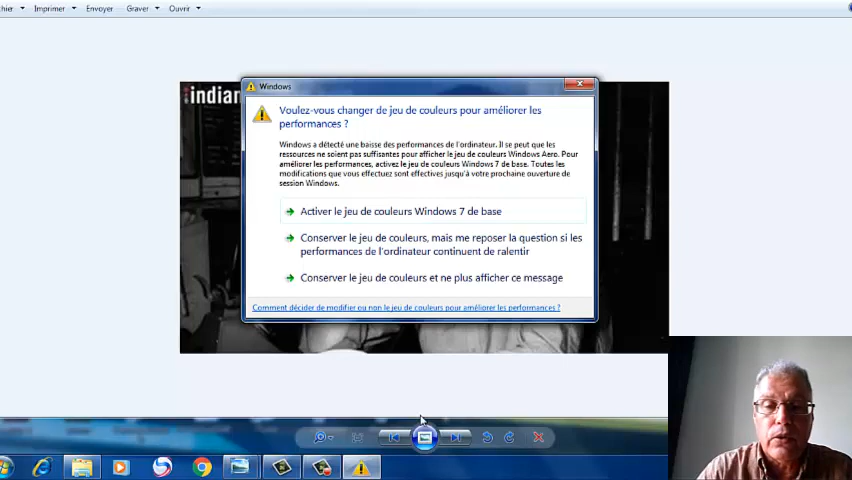 Imprimer
Envoyer
Graver
Ouvrir
indian
Windows
Voulez-vous changer de jeu de couleurs pour améliorer les
performances ?
Windows a détecté une baisse des performances de l'ordinateur. Il se peut que les
ressources ne soient pas suffisantes pour afficher le jeu de couleurs Windows Aero. Pour
améliorer les performances, activez le jeu de couleurs Windows 7 de base. Toutes les
modifications que vous effectuez sont effectives jusqu'à votre prochaine ouverture de
session Windows.
Activer le jeu de couleurs Windows 7 de base
Conserver le jeu de couleurs, mais me reposer la question si les
performances de l'ordinateur continuent de ralentir
Conserver le jeu de couleurs et ne plus afficher ce message
Comment décider de modifier ou non le jeu de couleurs pour améliorer les performances ?